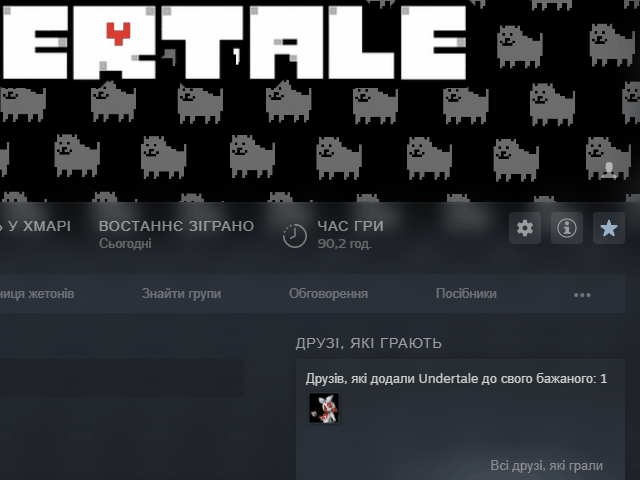 ERTALE
У ХМАРІ
ВОСТАННЄ ЗІГРАНО
ЧАС ГРИ
Сьогодні
90,2 год.
ниця жетонів
Знайти групи
Обговорення
Посібники
•••
ДРУЗІ, ЯКІ ГРАЮТЬ
Друзів, які додали Undertale до свого бажаного: 1
Всі друзі, які грали